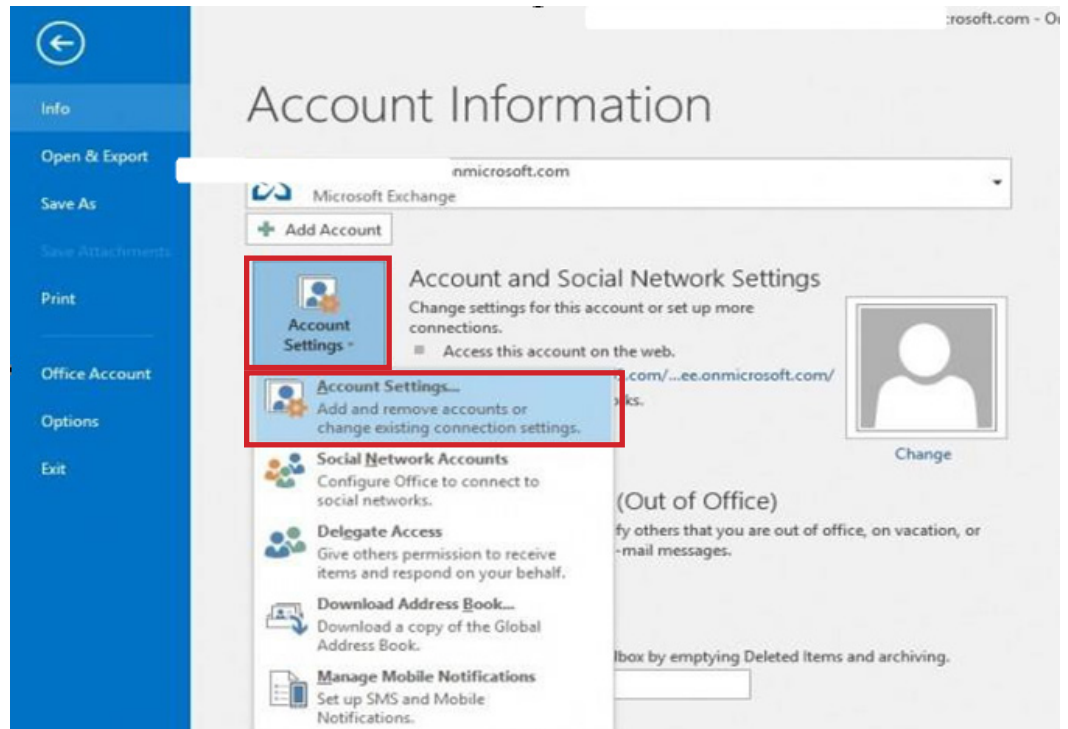 rosoft.com - O
Info
Open & Export
Save As
Save Attachments
Print
Office Account
Options
Exit
Account Information
nmicrosoft.com
Microsoft Exchange
Add Account
Account
Settings
Account and Social Network Settings
Change settings for this account or set up more
connections.
Access this account on the web.
.com/...ee.onmicrosoft.com/
ks.
Change
Account Settings...
Add and remove accounts or
change existing connection settings.
Social Network Accounts
Configure Office to connect to
social networks.
Delegate Access
Give others permission to receive
items and respond on your behalf.
Download Address Book...
Download a copy of the Global
Address Book.
Manage Mobile Notifications
Set up SMS and Mobile
Notifications.
(Out of Office)
fy others that you are out of office, on vacation, or
-mail messages.
lbox by emptying Deleted Items and archiving.